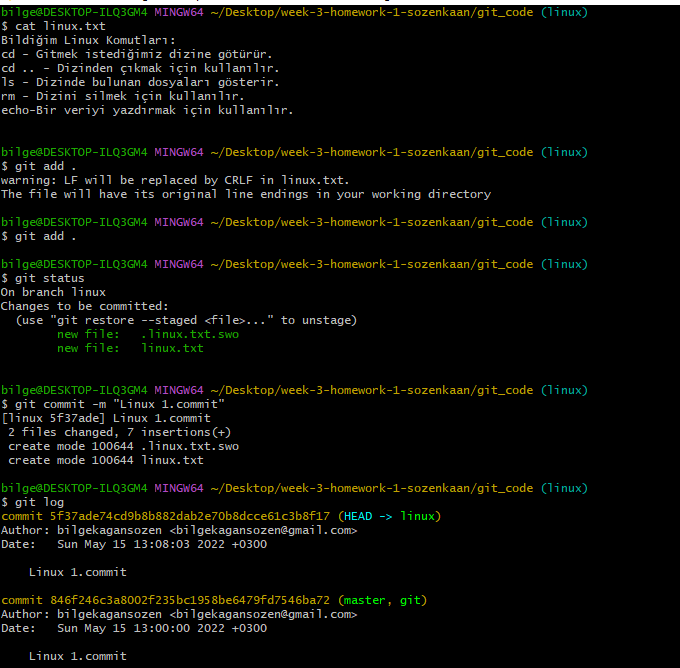 bilge@DESKTOP-ILQ3GM4 MINGW64 ~/Desktop/week-3-homework-1-sozenkaan/git_code (linux)
$ cat linux.txt
Bildiğim Linux Komutları:
cd - Gitmek istediğimiz dizine götürür.
cd .. - Dizinden çıkmak için kullanılır.
ls - Dizinde bulunan dosyaları gösterir.
rm - Dizini silmek için kullanılır.
echo-Bir veriyi yazdırmak için kullanılır.
bilge@DESKTOP-ILQ3GM4 MINGW64 ~/Desktop/week-3-homework-1-sozenkaan/git_code (linux)
$ git add .
warning: LF will be replaced by CRLF in linux.txt.
The file will have its original line endings in your working directory
bilge@DESKTOP-ILQ3GM4 MINGW64 ~/Desktop/week-3-homework-1-sozenkaan/git_code (linux)
$ git add .
bilge@DESKTOP-ILQ3GM4 MINGW64 ~/Desktop/week-3-homework-1-sozenkaan/git_code (linux)
$ git status
On branch linux
Changes to be committed:
  (use "git restore --staged <file>..." to unstage)
        new file:   .linux.txt.swo
        new file:   linux.txt
bilge@DESKTOP-ILQ3GM4 MINGW64 ~/Desktop/week-3-homework-1-sozenkaan/git_code (linux)
$ git commit -m "Linux 1.commit"
[linux 5f37ade] Linux 1.commit
 2 files changed, 7 insertions(+)
 create mode 100644 .linux.txt.swo
 create mode 100644 linux.txt
bilge@DESKTOP-ILQ3GM4 MINGW64 ~/Desktop/week-3-homework-1-sozenkaan/git_code (linux)
$ git log
commit 5f37ade74cd9b8b882dab2e70b8dcce61c3b8f17 (HEAD -> linux)
Author: bilgekagansozen <bilgekagansozen@gmail.com>
Date:   Sun May 15 13:08:03 2022 +0300
    Linux 1.commit
commit 846f246c3a8002f235bc1958be6479fd7546ba72 (master, git)
Author: bilgekagansozen <bilgekagansozen@gmail.com>
Date:   Sun May 15 13:00:00 2022 +0300
    Linux 1.commit